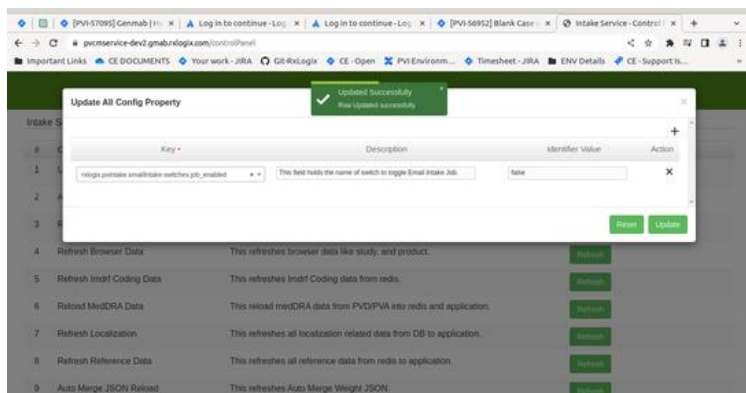 [PVI-57095] Genmab | H
Log in to continue - Log
Log in to continue - Log
[PVI-56952] Blank Case
Intake Service - Control
pvcmservice-dev2.gmab.rxlogix.com/controlPanel
Important Links
CE DOCUMENTS
Your work - JIRA
Git-RxLogix
CE - Open
PVI Environm...
Timesheet - JIRA
ENV Details
CE - Support Is...
Updated Successfully
Row Updated successfully
Update All Config Property
Intake S
# Key * Description Identifier Value Action
1 rxlogix.pvintake.emailIntake.switches.job_enabled This field holds the name of switch to toggle Email Intake Job. false
2
3
Reset Update
4 Refresh Browser Data This refreshes browser data like study, and product. Refresh
5 Refresh Imdrf Coding Data This refreshes Imdrf Coding data from redis. Refresh
6 Reload MedDRA Data This reload medDRA data from PVD/PVA into redis and application. Refresh
7 Refresh Localization This refreshes all localization related data from DB to application. Refresh
8 Refresh Reference Data This refreshes all reference data from redis to application. Refresh
9 Auto Merge JSON Reload This refreshes Auto Merge Weight JSON. Refresh